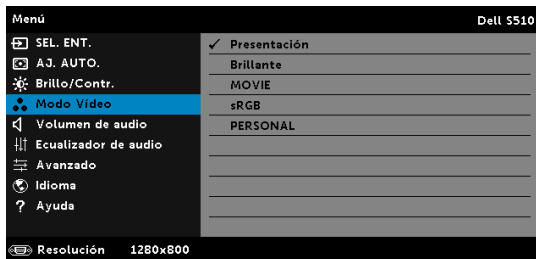 Menú
Dell S510
SEL. ENT.
AJ. AUTO.
Brillo/Contr.
Modo Vídeo
Volumen de audio
Ecualizador de audio
Avanzado
Idioma
? Ayuda
✓ Presentación
Brillante
MOVIE
sRGB
PERSONAL
Resolución 1280x800